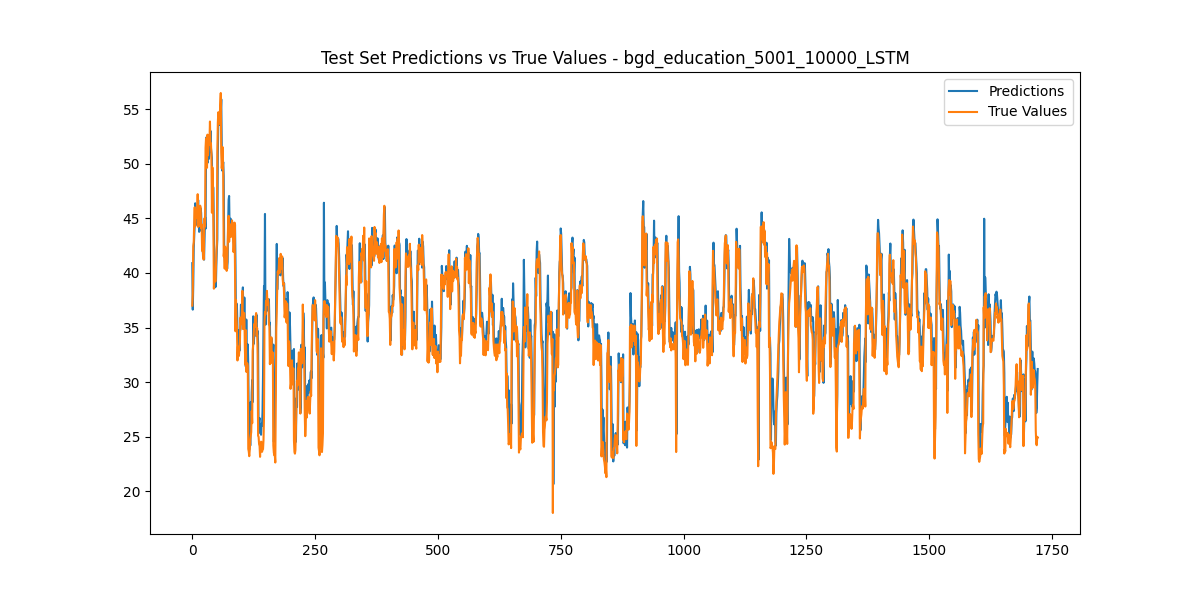 Test Set Predictions vs True Values - bgd_education_5001_10000_LSTM
Predictions
True Values
55
50
45
40
35
30
25
20
0 250 500 750 1000 1250 1500 1750